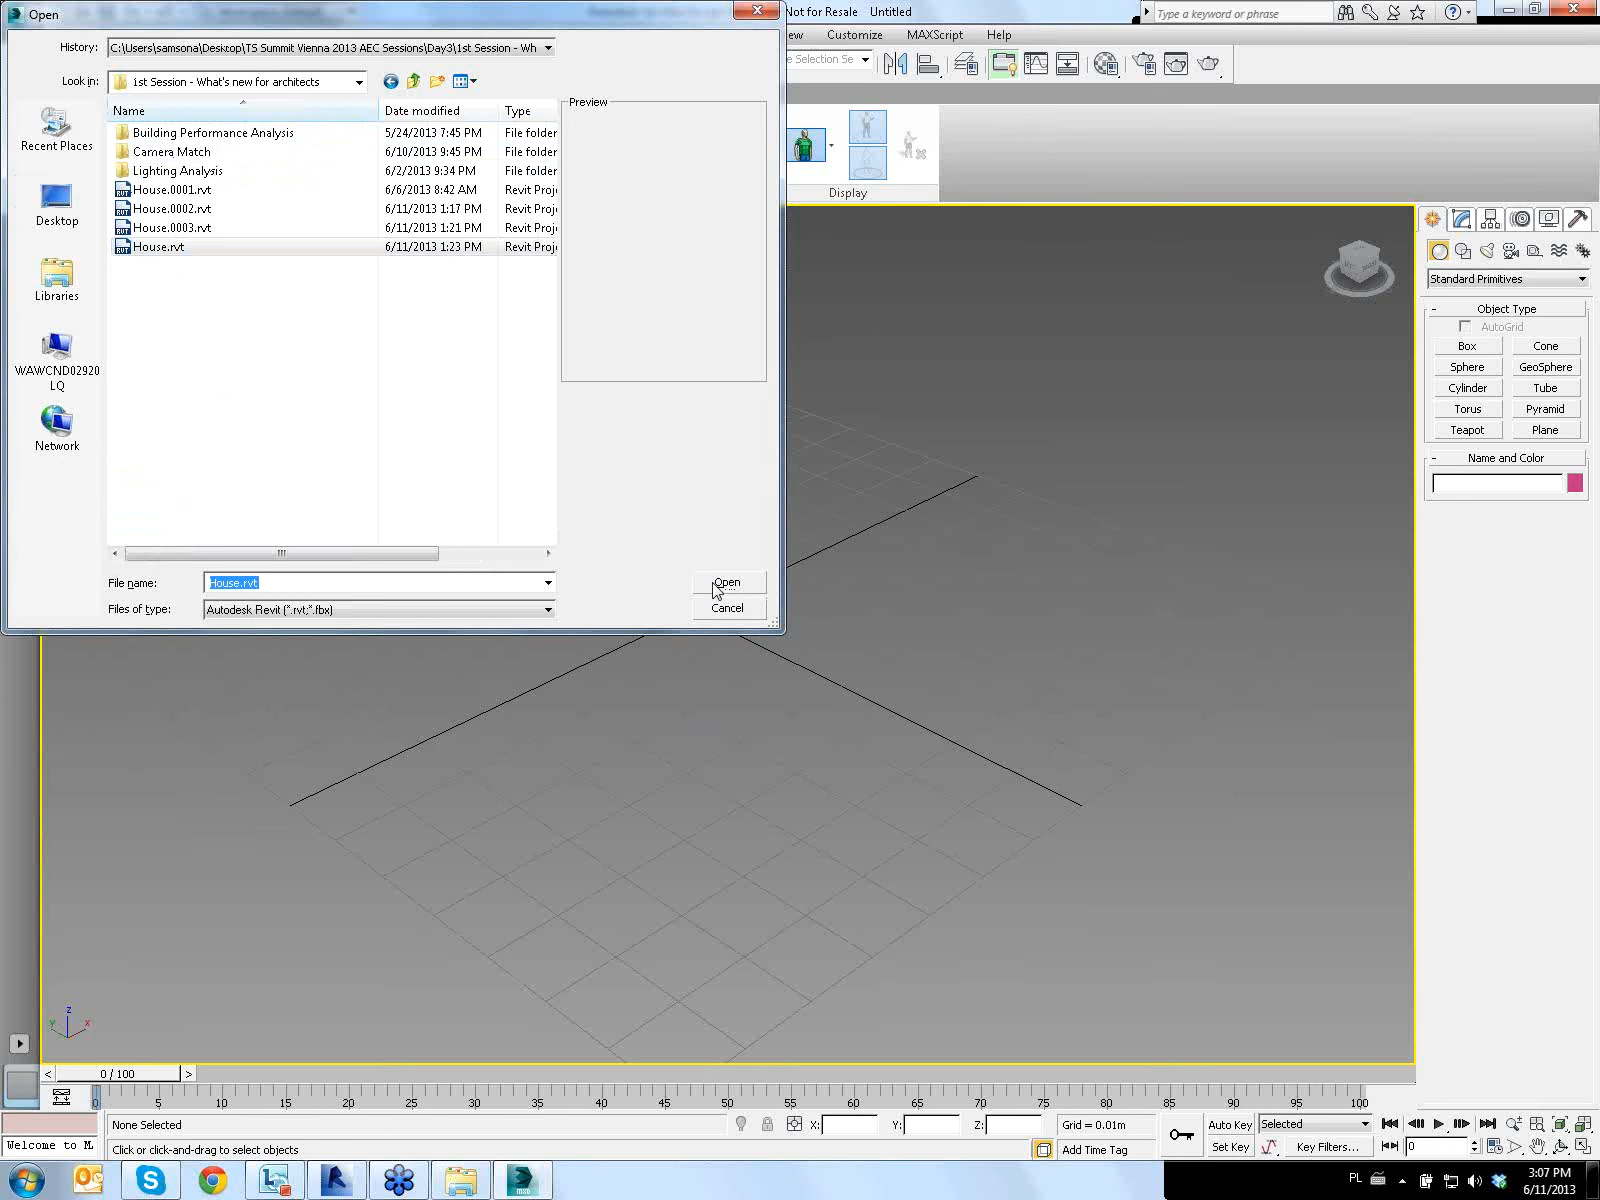 Open
Not for Resale Untitled
Type a keyword or phrase
History: C:\Users\samsona\Desktop\TS Summit Vienna 2013 AEC Sessions\Day3\1st Session - Wh
ew Customize MAXScript Help
e Selection Se
Look in: 1st Session - What's new for architects
Name Date modified Type
Preview
Building Performance Analysis 5/24/2013 7:45 PM File folder
Camera Match 6/10/2013 9:45 PM File folder
Lighting Analysis 6/2/2013 9:34 PM File folder
House.0001.rvt 6/6/2013 8:42 AM Revit Proj
House.0002.rvt 6/11/2013 1:17 PM Revit Proj
House.0003.rvt 6/11/2013 1:21 PM Revit Proj
House.rvt 6/11/2013 1:23 PM Revit Proj
Recent Places
Desktop
Libraries
WAWCND02920
LQ
Network
Display
Standard Primitives
- Object Type
AutoGrid
Box Cone
Sphere GeoSphere
Cylinder Tube
Torus Pyramid
Teapot Plane
- Name and Color
File name: House.rvt Open
Files of type: Autodesk Revit (*.rvt;*.fbx) Cancel
z
y x
< 0 / 100 >
0 5 10 15 20 25 30 35 40 45 50 55 60 65 70 75 80 85 90 95 100
None Selected X: Y: Z: Grid = 0.01m Auto Key Selected
Welcome to M. Click or click-and-drag to select objects Add Time Tag Set Key Key Filters... 0
PL 3:07 PM
6/11/2013